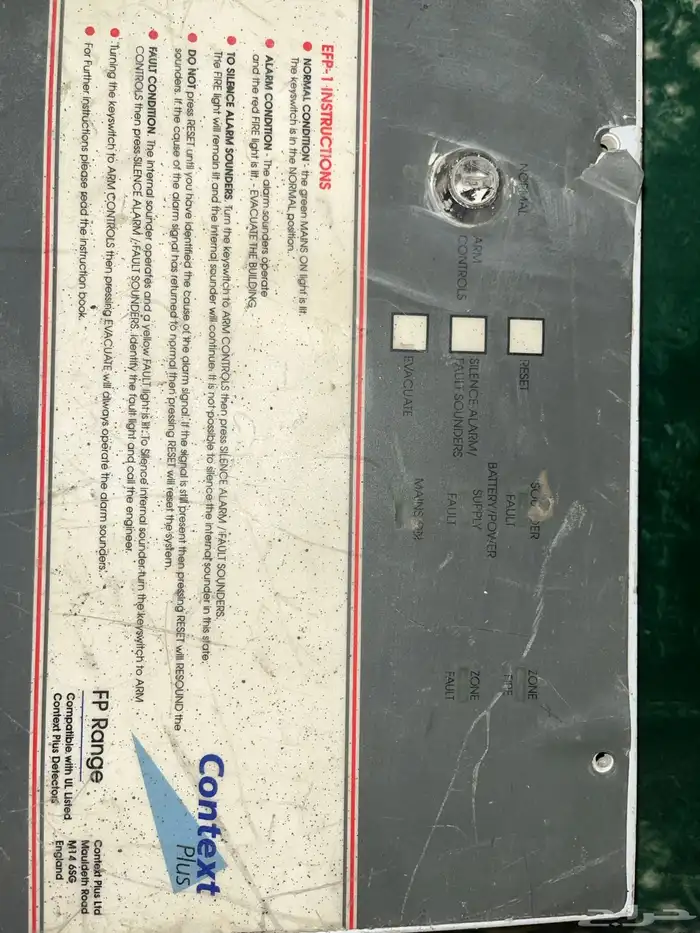 NORMAL
ARM
CONTROLS
RESET
SILENCE ALARM/
FAULT SOUNDERS
EVACUATE
FAULT
BATTERY/POWER
SUPPLY
FAULT
MAINS ON
ZONE
FIRE
ZONE
FAULT
EFP-1 INSTRUCTIONS
● NORMAL CONDITION - the green MAINS ON light is lit.
The keyswitch is in the NORMAL position.
● ALARM CONDITION - The alarm sounders operate
and the red FIRE light is lit. - EVACUATE THE BUILDING
● TO SILENCE ALARM SOUNDERS. Turn the keyswitch to ARM CONTROLS then press SILENCE ALARM / FAULT SOUNDERS.
The FIRE light will remain lit and the internal sounder will continue. It is not possible to silence the internal sounder in this state.
● DO NOT press RESET until you have identified the cause of the alarm signal. If the signal is still present then pressing RESET will RESOUND the
sounders. If the cause of the alarm signal has returned to normal then pressing RESET will reset the system.
● FAULT CONDITION. The internal sounder operates and a yellow FAULT light is lit. To Silence internal sounder turn the keyswitch to ARM
CONTROLS then press SILENCE ALARM / FAULT SOUNDERS. Identify the fault light and call the engineer.
● Turning the keyswitch to ARM CONTROLS then pressing EVACUATE will always operate the alarm sounders.
● For Further instructions please read the instruction book.
Context
Plus
FP Range
Compatible with UL Listed
Context Plus Detectors
Context Plus Ltd
Mauldeth Road
M14 6SG
England
حراج